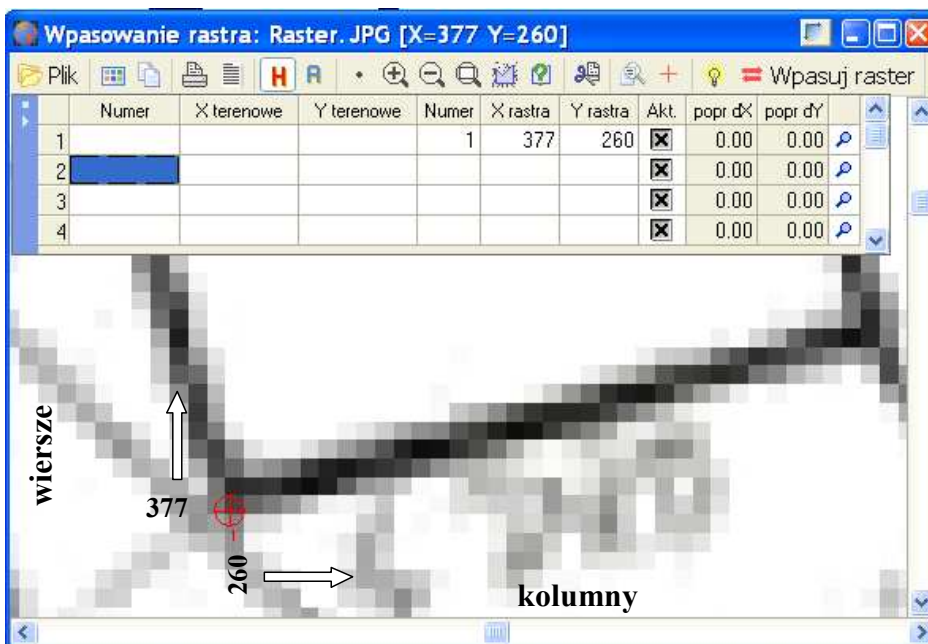 Wpasowanie rastra: Raster.JPG [X=377 Y=260]
Plik H R Wpasuj raster
Numer X terenowe Y terenowe Numer X rastra Y rastra Akt. popr dX popr dY
1 1 377 260 0.00 0.00
2 0.00 0.00
3 0.00 0.00
4 0.00 0.00
wiersze
377
260
kolumny